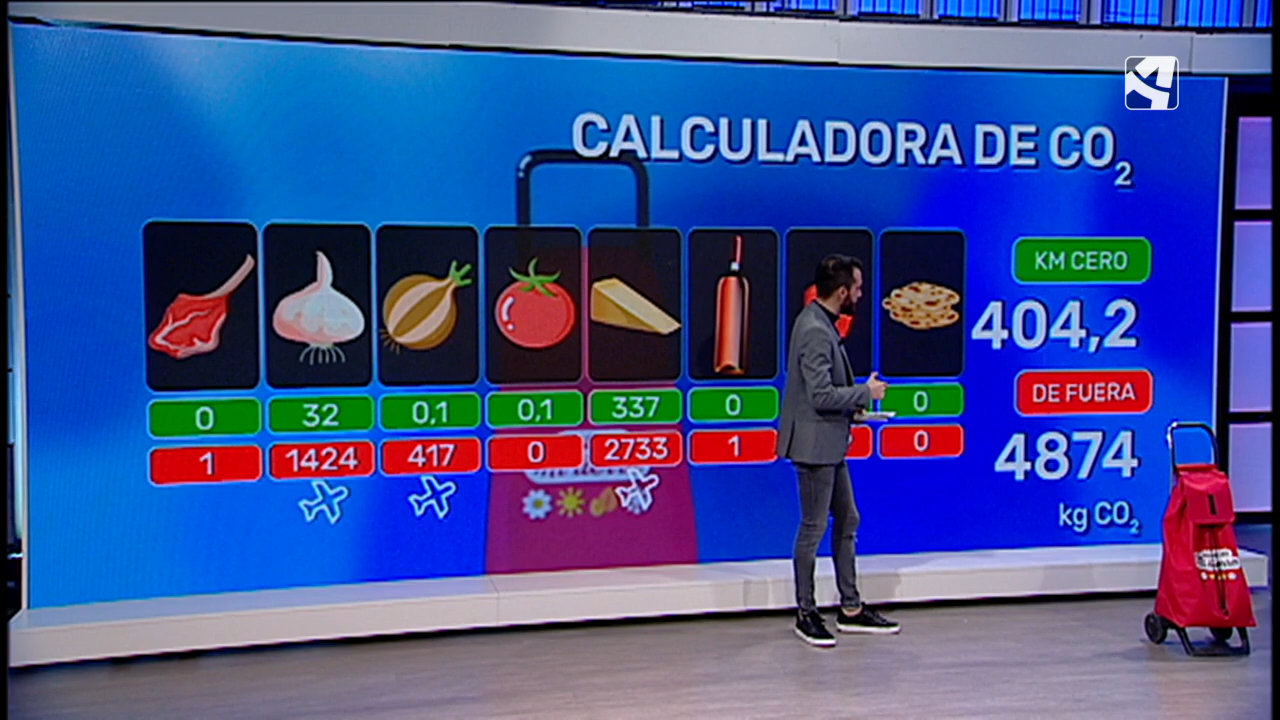 CALCULADORA DE CO2
KM CERO
404,2
DE FUERA
4874
kg CO2
0 32 0,1 0,1 337 0 0
1 1424 417 0 2733 1 0